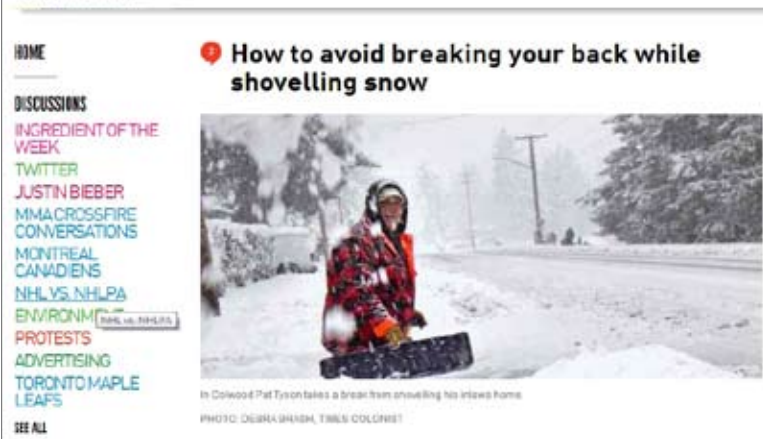 HOME
DISCUSSIONS
INGREDIENT OF THE
WEEK
TWITTER
JUSTIN BIEBER
MMA CROSSFIRE
CONVERSATIONS
MONTREAL
CANADIENS
NHL VS. NHLPA
ENVIRONM
NHL vs. NHLPA
PROTESTS
ADVERTISING
TORONTO MAPLE
LEAFS
SEE ALL
How to avoid breaking your back while
shovelling snow
In Colwood Pat Tyson takes a break from shovelling his inlaws home
PHOTO: DEBRA BRASH, TIMES COLONIST